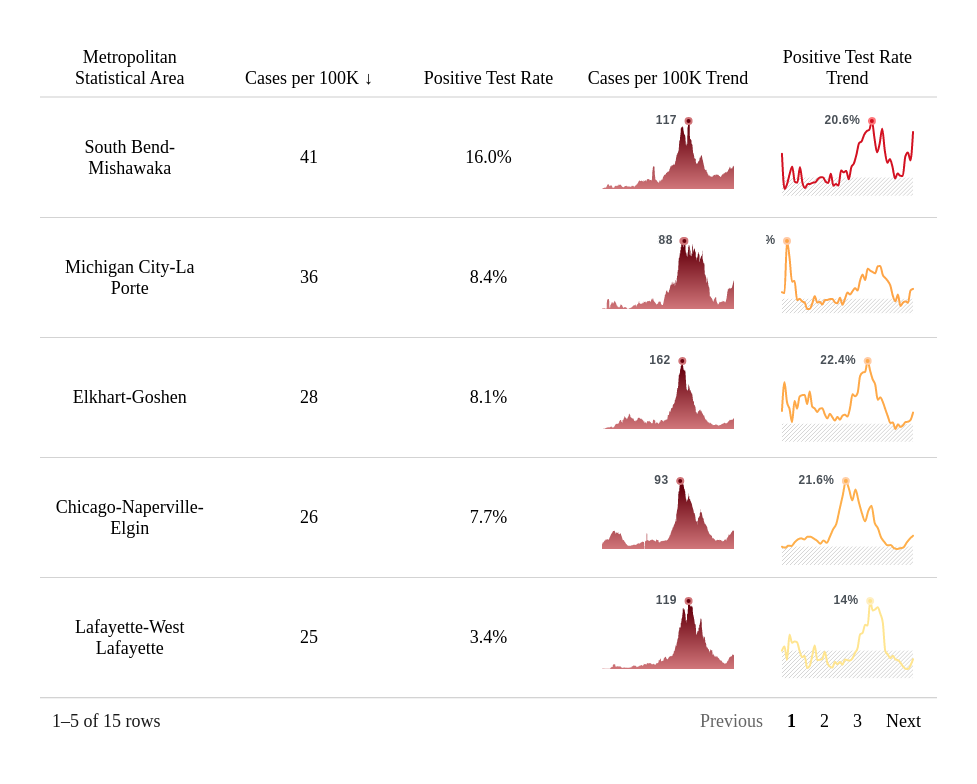 Metropolitan
Statistical Area
Cases per 100K ↓
Positive Test Rate
Cases per 100K Trend
Positive Test Rate
Trend
South Bend-
Mishawaka
41
16.0%
117
20.6%
Michigan City-La
Porte
36
8.4%
88
%
Elkhart-Goshen
28
8.1%
162
22.4%
Chicago-Naperville-
Elgin
26
7.7%
93
21.6%
Lafayette-West
Lafayette
25
3.4%
119
14%
1–5 of 15 rows
Previous 1 2 3 Next